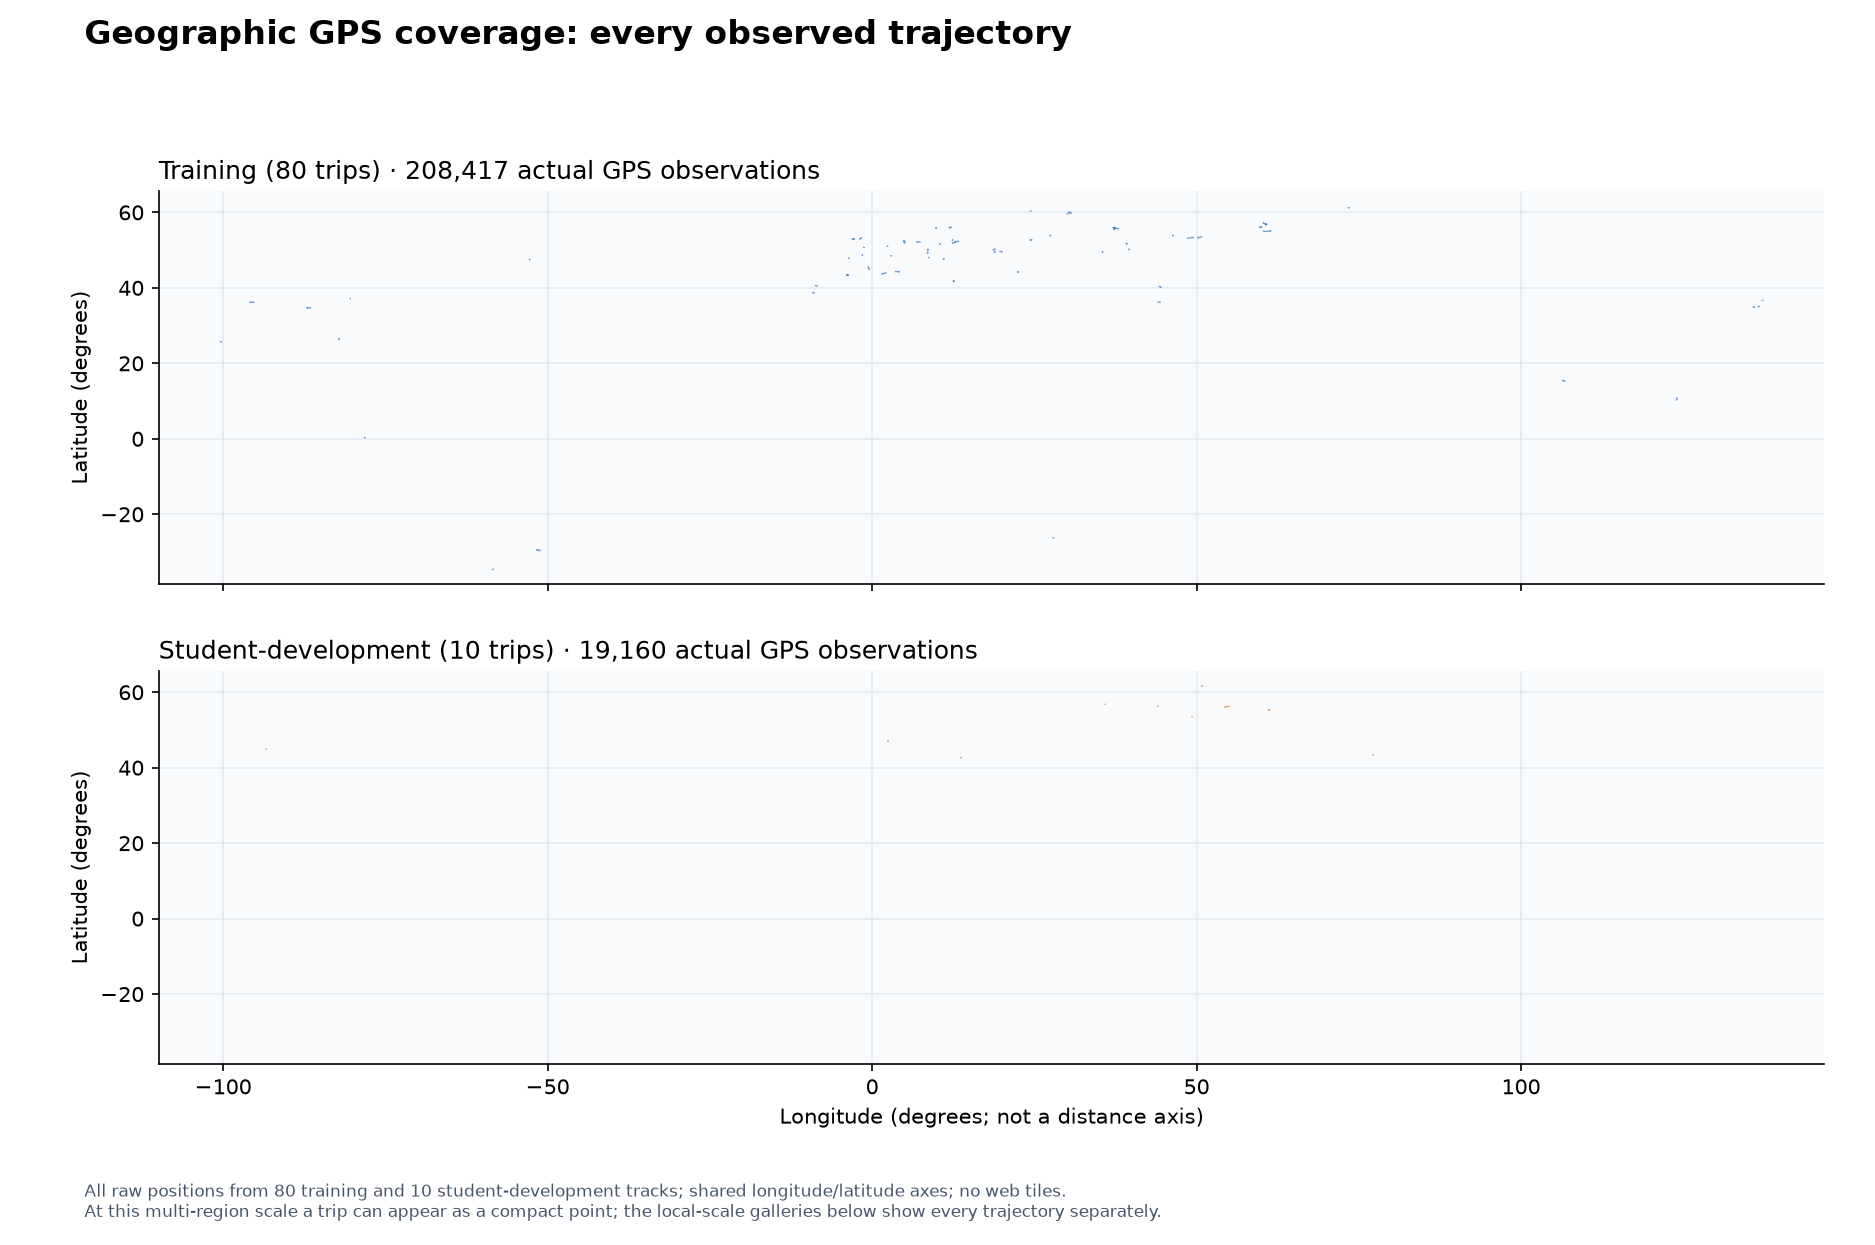 Geographic GPS coverage: every observed trajectory
Training (80 trips) · 208,417 actual GPS observations
60
40
20
0
−20
Latitude (degrees)
Student-development (10 trips) · 19,160 actual GPS observations
60
40
20
0
−20
Latitude (degrees)
−100 −50 0 50 100
Longitude (degrees; not a distance axis)
All raw positions from 80 training and 10 student-development tracks; shared longitude/latitude axes; no web tiles.
At this multi-region scale a trip can appear as a compact point; the local-scale galleries below show every trajectory separately.